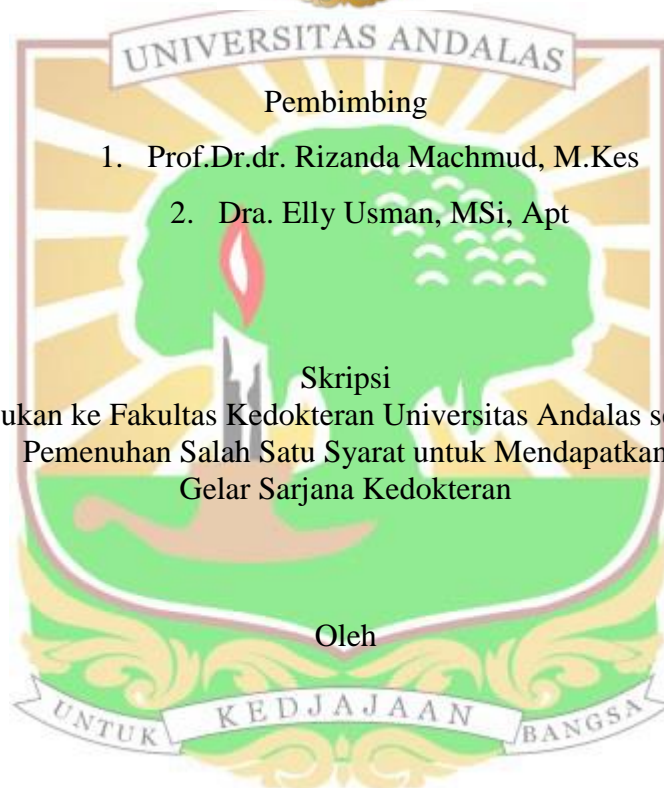 UNIVERSITAS ANDALAS
Pembimbing
1. Prof.Dr.dr. Rizanda Machmud, M.Kes
2. Dra. Elly Usman, MSi, Apt
Skripsi
ukan ke Fakultas Kedokteran Universitas Andalas se
Pemenuhan Salah Satu Syarat untuk Mendapatkan
Gelar Sarjana Kedokteran
Oleh
UNTUK KEDJAJAAN BANGSA